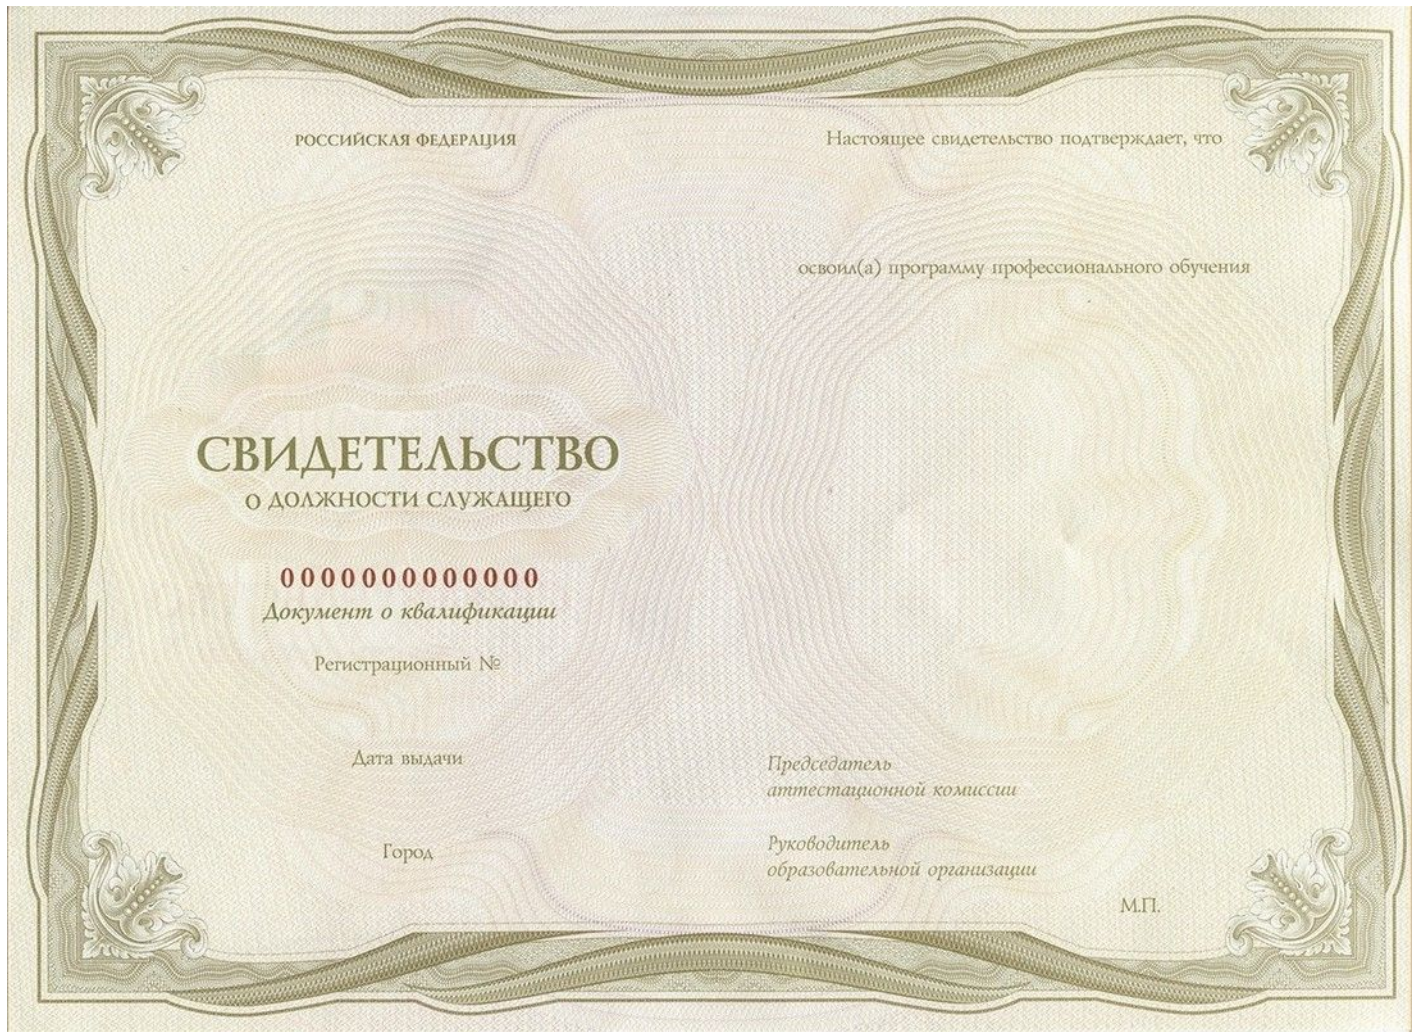 РОССИЙСКАЯ ФЕДЕРАЦИЯ
СВИДЕТЕЛЬСТВО
О ДОЛЖНОСТИ СЛУЖАЩЕГО
0000000000000
Документ о квалификации
Регистрационный №
Дата выдачи
Город
Настоящее свидетельство подтверждает, что
освоил(а) программу профессионального обучения
Председатель
аттестационной комиссии
Руководитель
образовательной организации
М.П.